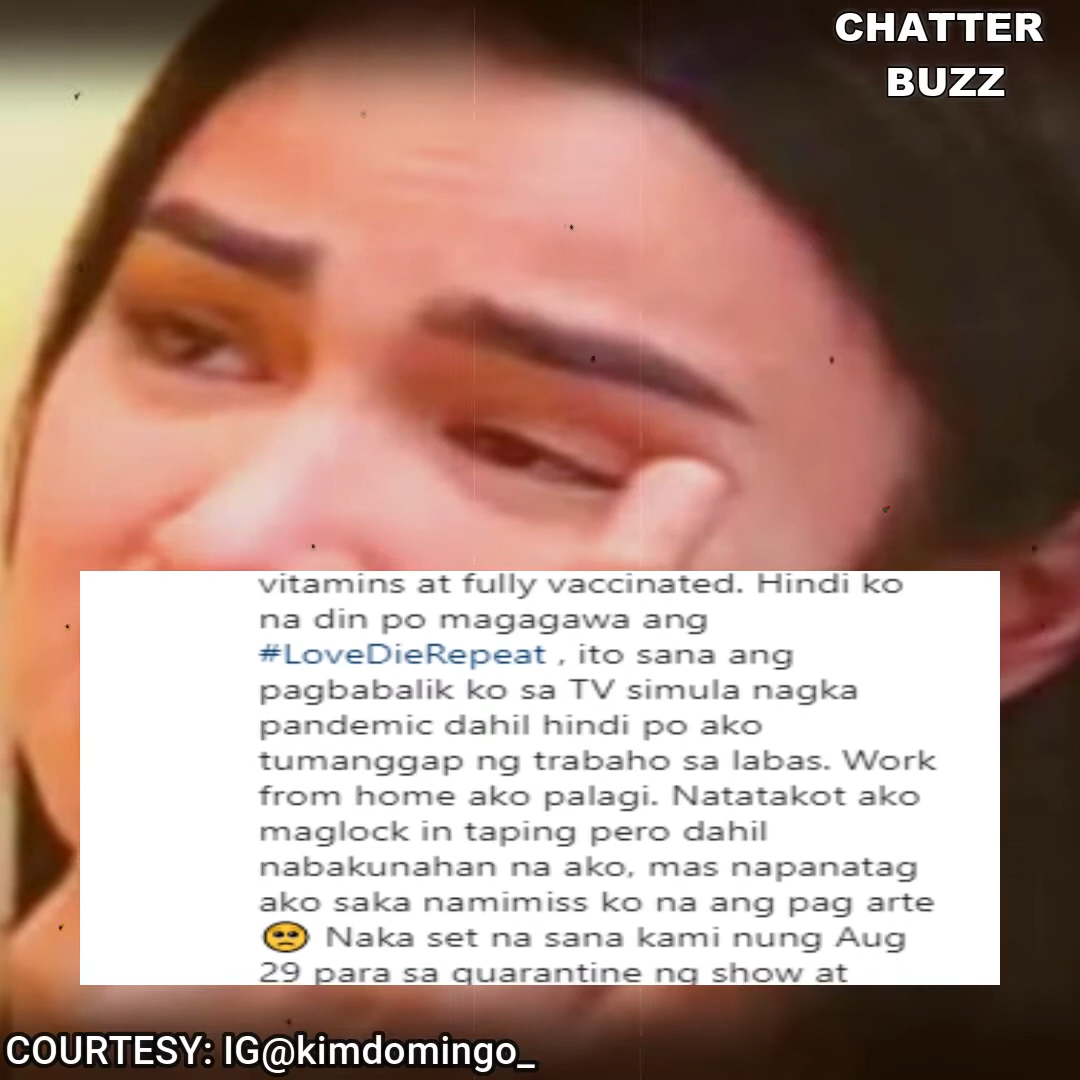 CHATTER
BUZZ
vitamins at fully vaccinated. Hindi ko
na din po magagawa ang
#LoveDieRepeat , ito sana ang
pagbabalik ko sa TV simula nagka
pandemic dahil hindi po ako
tumanggap ng trabaho sa labas. Work
from home ako palagi. Natatakot ako
maglock in taping pero dahil
nabakunahan na ako, mas napanatag
ako saka namimiss ko na ang pag arte
🥺 Naka set na sana kami nung Aug
29 para sa quarantine ng show at
COURTESY: IG@kimdomingo_